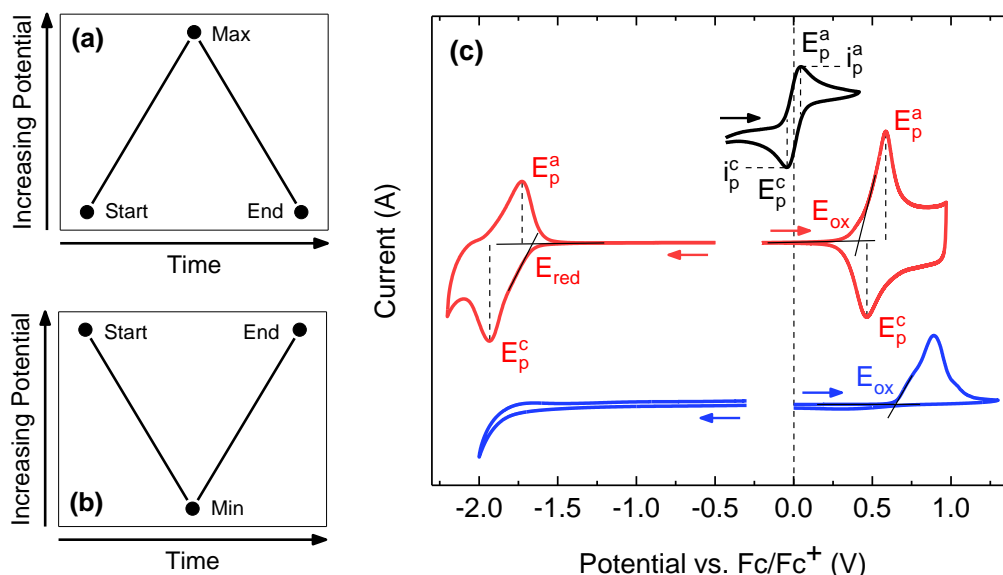 (a)
Increasing Potential
Max
Start
End
Time
(b)
Increasing Potential
Start
End
Min
Time
(c)
Current (A)
E_p^a
i_p^a
i_p^c
E_p^c
E_p^a
E_red
E_p^c
E_p^a
E_ox
E_p^c
E_ox
-2.0 -1.5 -1.0 -0.5 0.0 0.5 1.0
Potential vs. Fc/Fc⁺ (V)